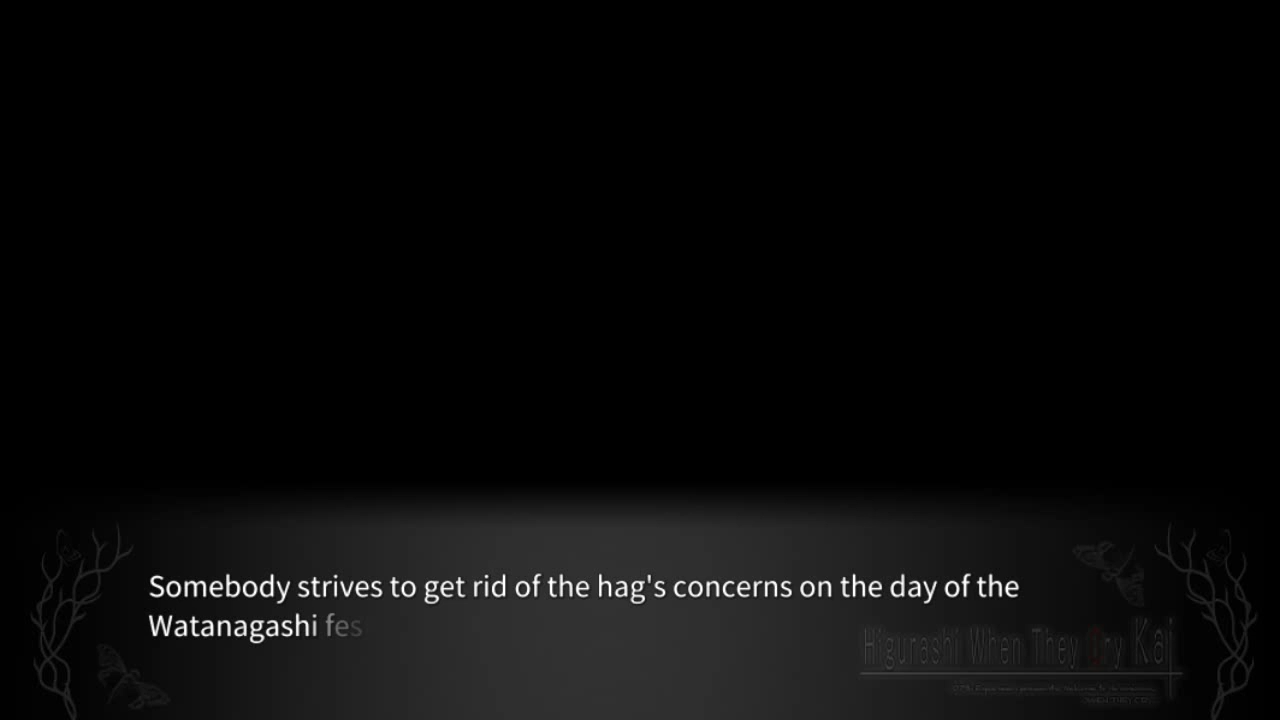 Somebody strives to get rid of the hag's concerns on the day of the
Watanagashi fes
Higurashi When They Cry Kai